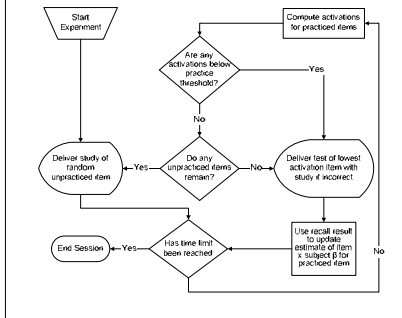 Start
Experiment
Compute activations
for practiced items
Are any
activations below
practice
threshold?
Yes
No
Deliver study of
random
unpracticed item
Yes
Do any
unpracticed items
remain?
No
Deliver test of lowest
activation item with
study if incorrect
End Session
Yes
Has time limit
been reached
Use recall result
to update
estimate of item
x subject β for
practiced item
No